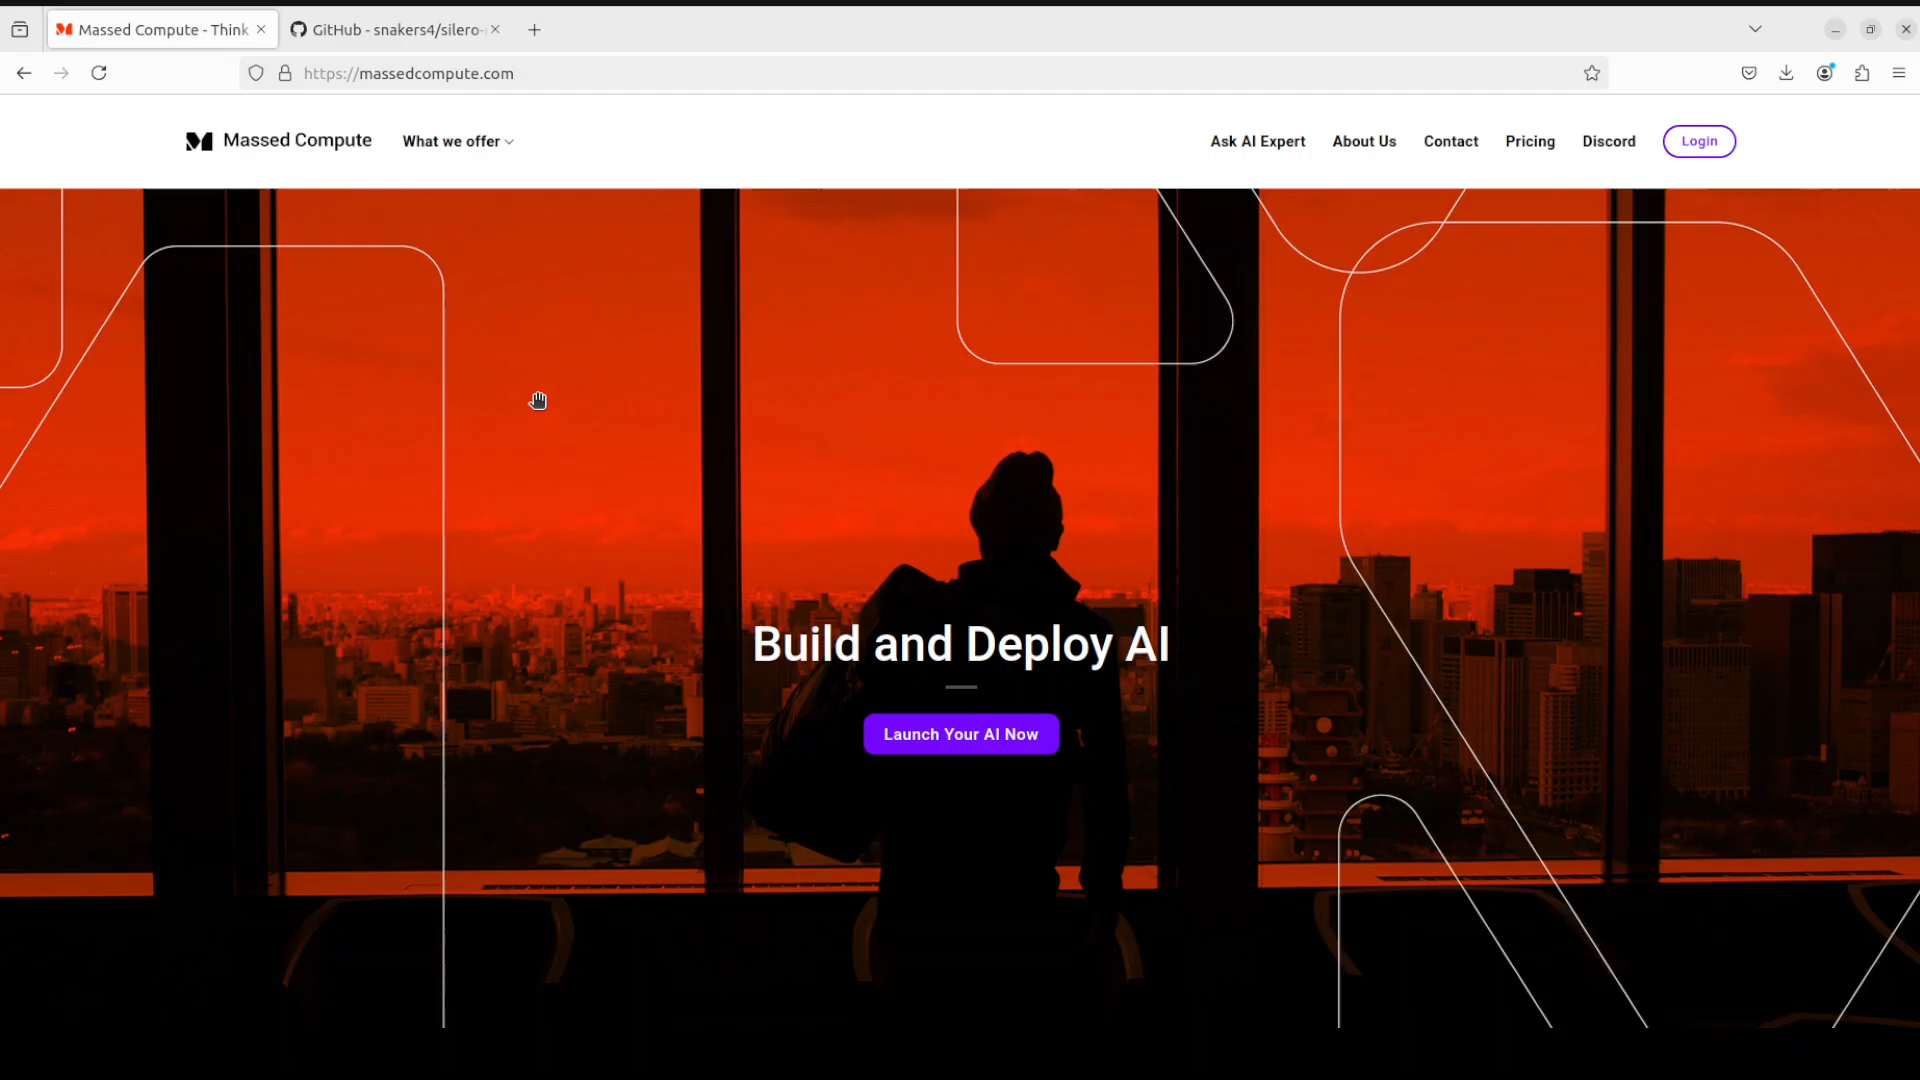 Massed Compute - Think
GitHub - snakers4/silero-
https://massedcompute.com
Massed Compute
What we offer
Ask AI Expert
About Us
Contact
Pricing
Discord
Login
Build and Deploy AI
Launch Your AI Now